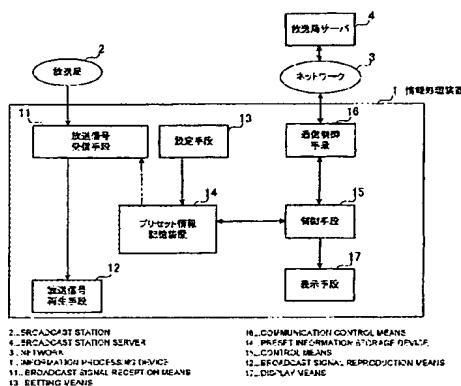 4
放送局サーバ
2
放送局
3
ネットワーク
1 情報処理装置
11
放送信号
受信手段
13
設定手段
16
通信制御
手段
14
プリセット情報
記憶装置
15
制御手段
12
放送信号
再生手段
17
表示手段
2...BROADCAST STATION
4...BROADCAST STATION SERVER
3...NETWORK
1...INFORMATION PROCESSING DEVICE
11...BROADCAST SIGNAL RECEPTION MEANS
13...SETTING MEANS
16...COMMUNICATION CONTROL MEANS
14...PRESET INFORMATION STORAGE DEVICE
15...CONTROL MEANS
12...BROADCAST SIGNAL REPRODUCTION MEANS
17...DISPLAY MEANS